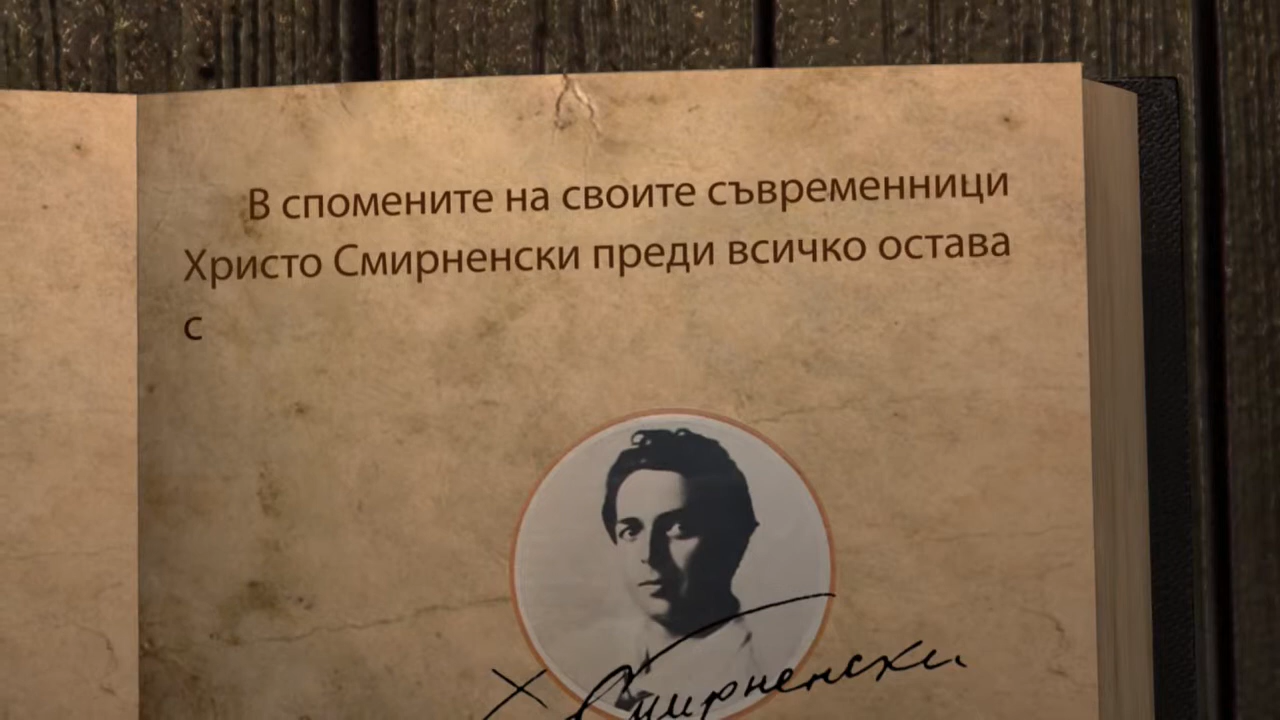 В спомените на своите съвременници
Христо Смирненски преди всичко остава
с
Х. Смирненски